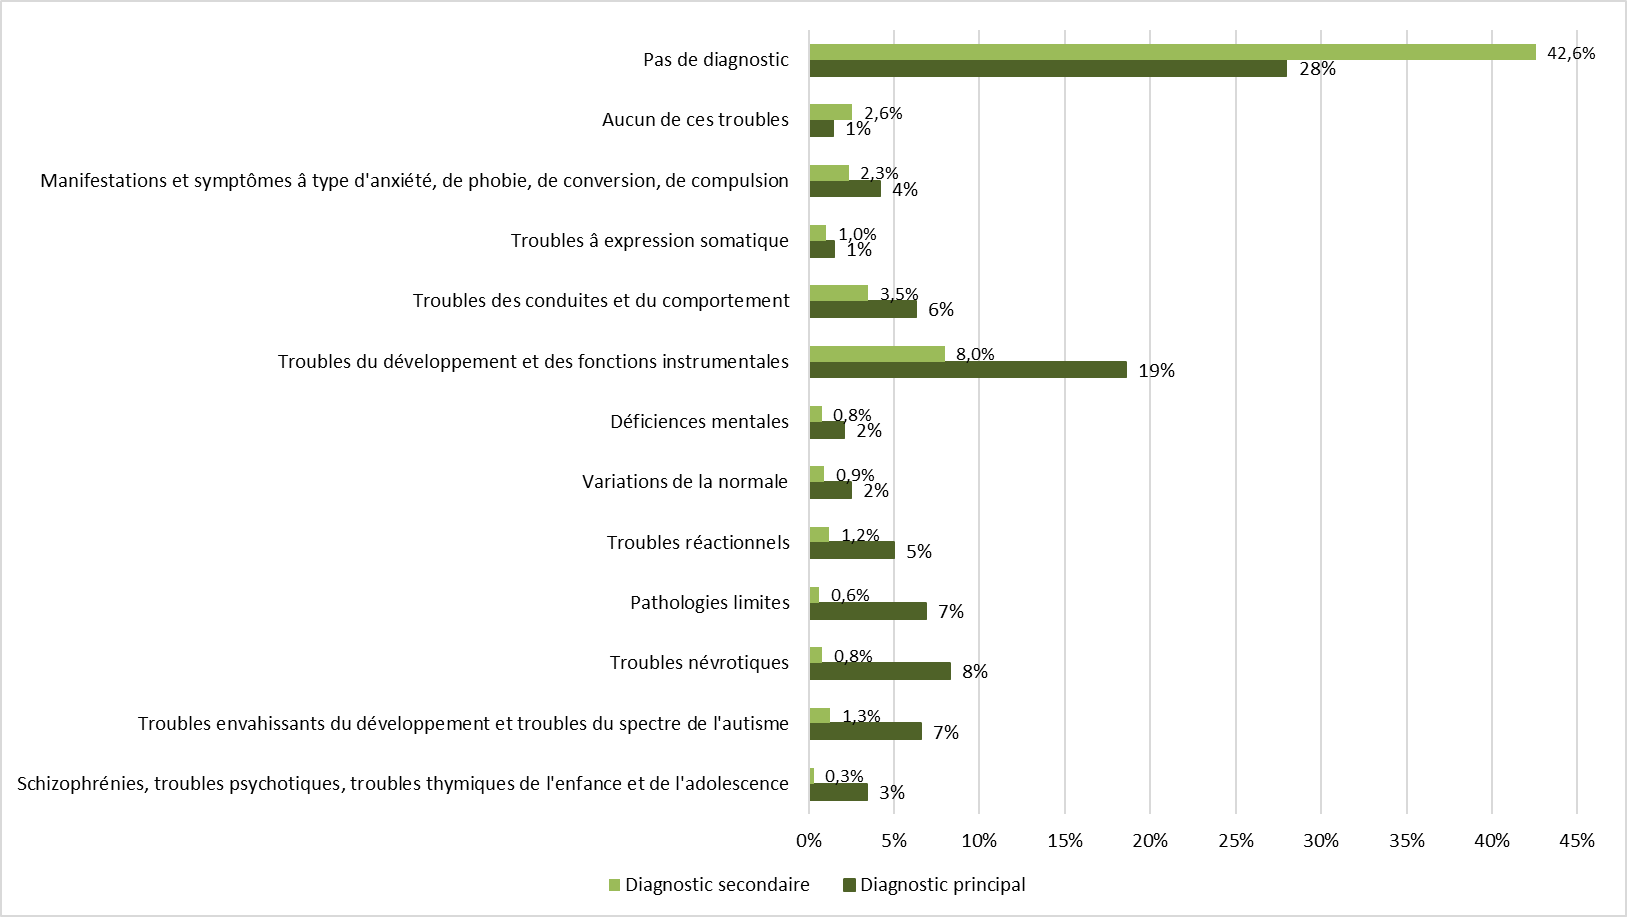 Pas de diagnostic
42,6%
28%
Aucun de ces troubles
2,6%
1%
Manifestations et symptômes â type d'anxiété, de phobie, de conversion, de compulsion
2,3%
4%
Troubles â expression somatique
1,0%
1%
Troubles des conduites et du comportement
3,5%
6%
Troubles du développement et des fonctions instrumentales
8,0%
19%
Déficiences mentales
0,8%
2%
Variations de la normale
0,9%
2%
Troubles réactionnels
1,2%
5%
Pathologies limites
0,6%
7%
Troubles névrotiques
0,8%
8%
Troubles envahissants du développement et troubles du spectre de l'autisme
1,3%
7%
Schizophrénies, troubles psychotiques, troubles thymiques de l'enfance et de l'adolescence
0,3%
3%
0% 5% 10% 15% 20% 25% 30% 35% 40% 45%
Diagnostic secondaire Diagnostic principal